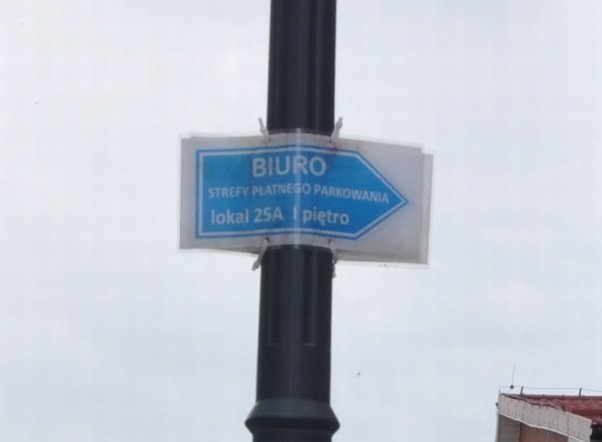 BIURO
STREFY PŁATNEGO PARKOWANIA
lokal 25A I piętro